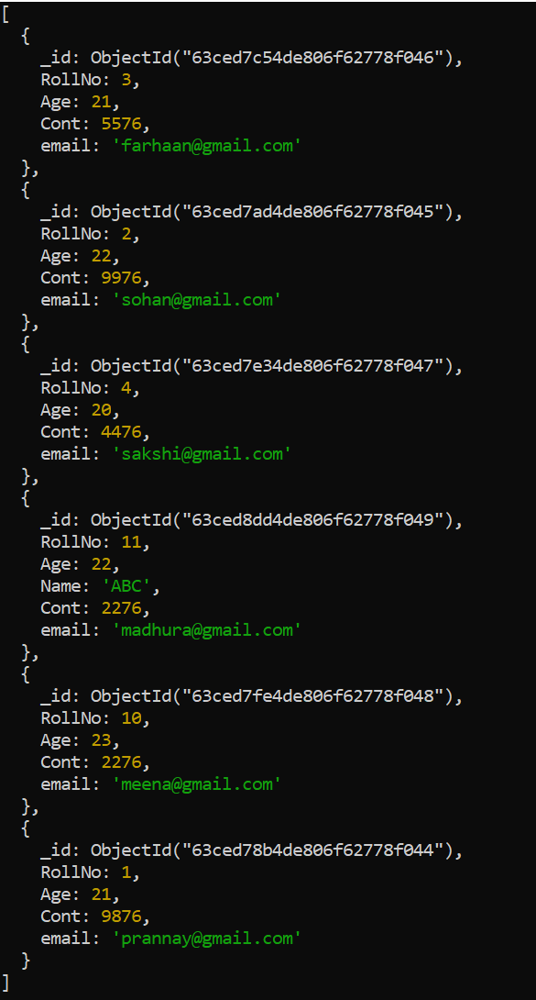 [
  {
    _id: ObjectId("63ced7c54de806f62778f046"),
    RollNo: 3,
    Age: 21,
    Cont: 5576,
    email: 'farhaan@gmail.com'
  },
  {
    _id: ObjectId("63ced7ad4de806f62778f045"),
    RollNo: 2,
    Age: 22,
    Cont: 9976,
    email: 'sohan@gmail.com'
  },
  {
    _id: ObjectId("63ced7e34de806f62778f047"),
    RollNo: 4,
    Age: 20,
    Cont: 4476,
    email: 'sakshi@gmail.com'
  },
  {
    _id: ObjectId("63ced8dd4de806f62778f049"),
    RollNo: 11,
    Age: 22,
    Name: 'ABC',
    Cont: 2276,
    email: 'madhura@gmail.com'
  },
  {
    _id: ObjectId("63ced7fe4de806f62778f048"),
    RollNo: 10,
    Age: 23,
    Cont: 2276,
    email: 'meena@gmail.com'
  },
  {
    _id: ObjectId("63ced78b4de806f62778f044"),
    RollNo: 1,
    Age: 21,
    Cont: 9876,
    email: 'prannay@gmail.com'
  }
]